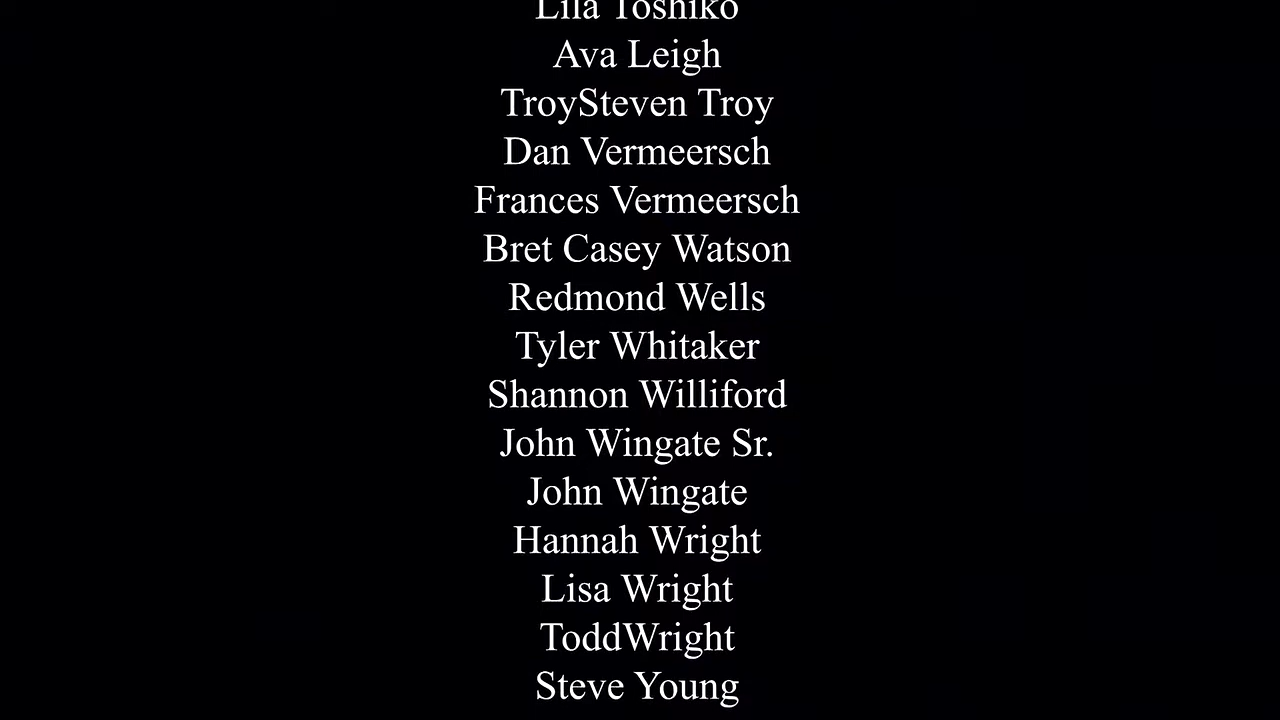 Lila Toshiko
Ava Leigh
TroySteven Troy
Dan Vermeersch
Frances Vermeersch
Bret Casey Watson
Redmond Wells
Tyler Whitaker
Shannon Williford
John Wingate Sr.
John Wingate
Hannah Wright
Lisa Wright
ToddWright
Steve Young